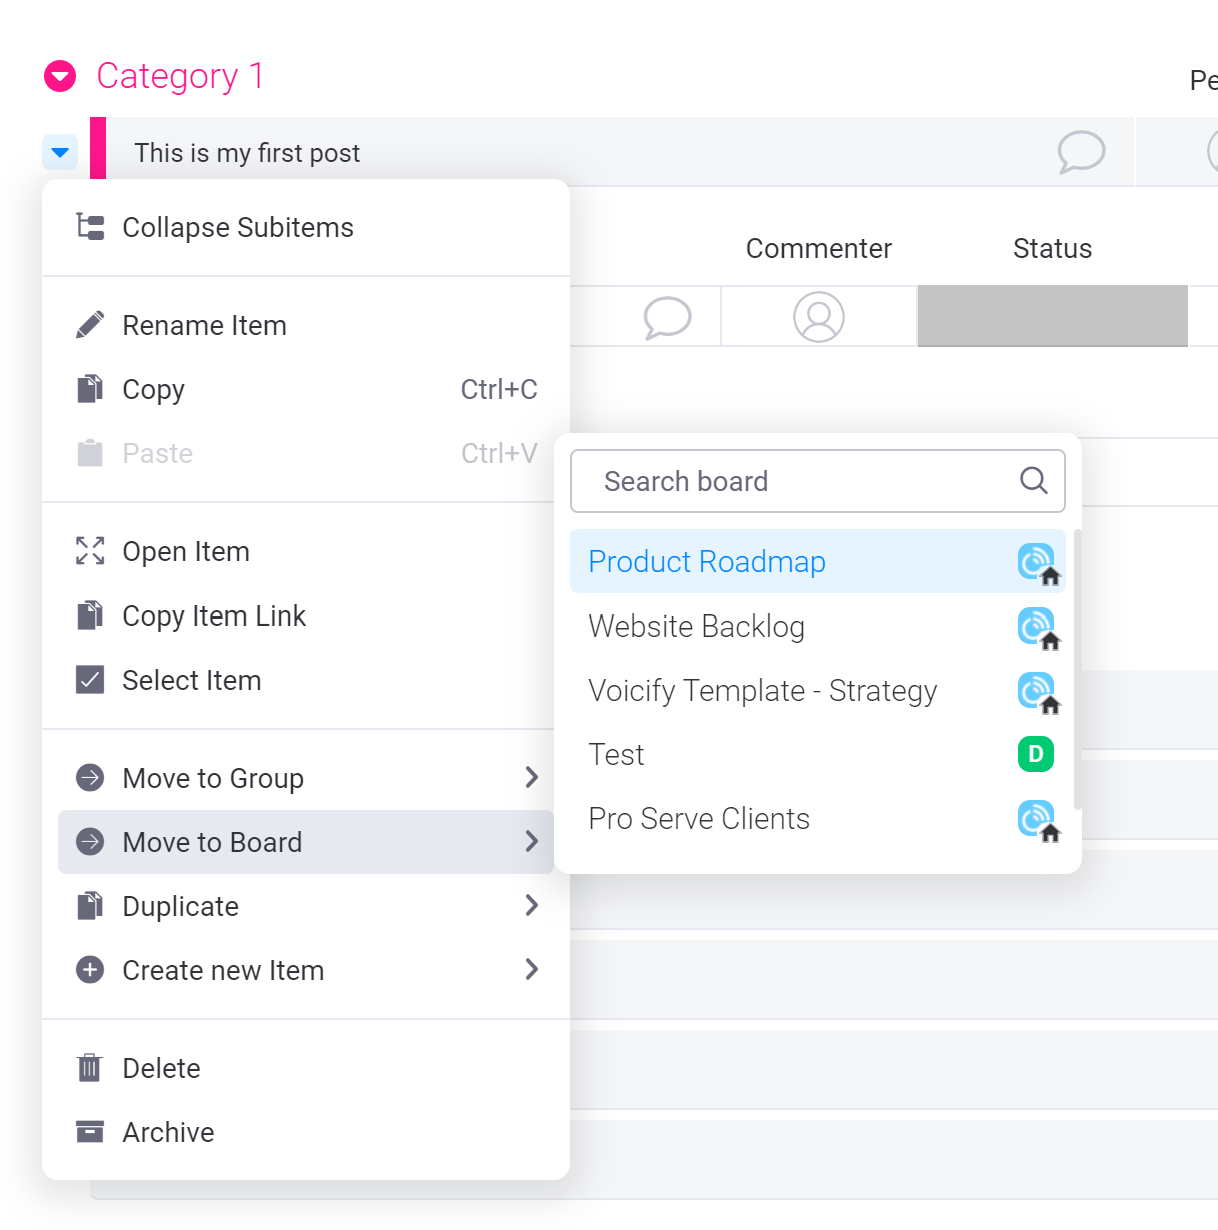 Category 1
Pe
This is my first post
Collapse Subitems
Commenter Status
Rename Item
Copy Ctrl+C
Paste Ctrl+V
Open Item
Copy Item Link
Select Item
Move to Group
Move to Board
Duplicate
Create new Item
Delete
Archive
Search board
Product Roadmap
Website Backlog
Voicify Template - Strategy
Test D
Pro Serve Clients